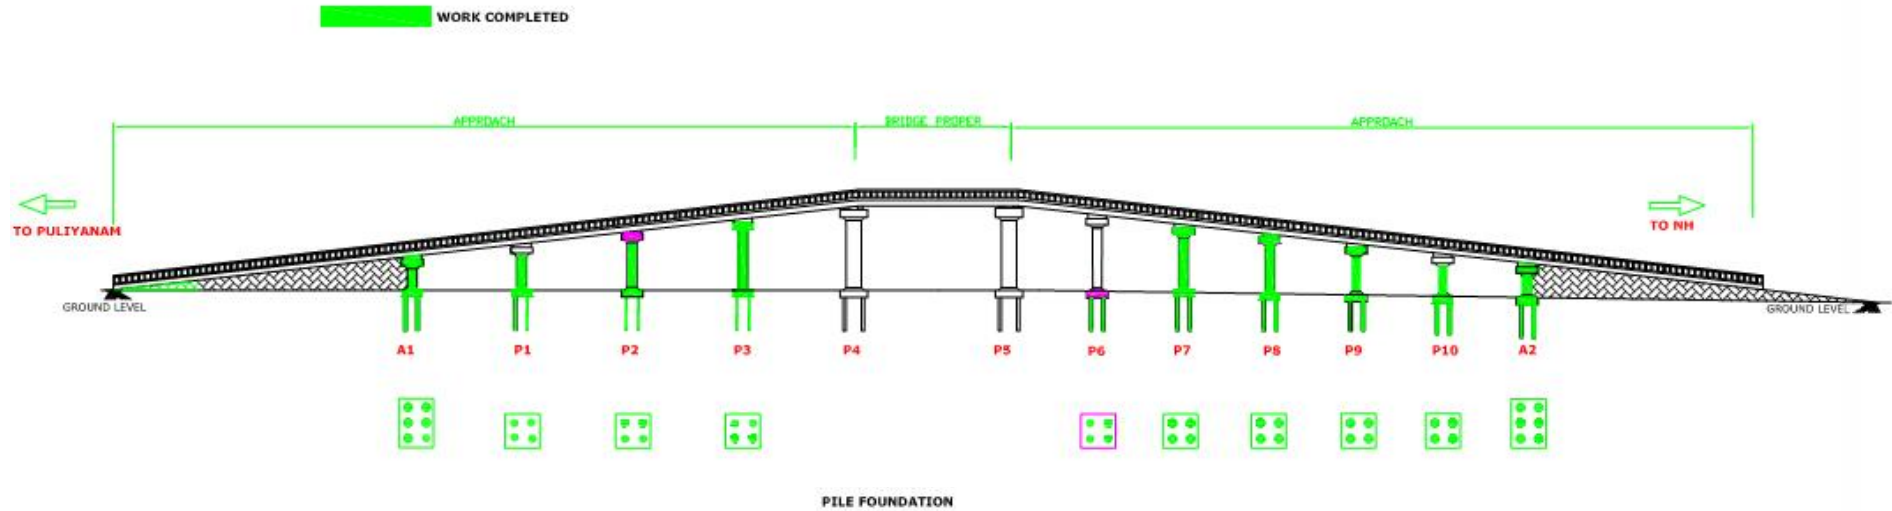 WORK COMPLETED
APPROACH BRIDGE PROPER APPROACH
TO PULIYANAM TO NH
GROUND LEVEL GROUND LEVEL
A1 P1 P2 P3 P4 P5 P6 P7 P8 P9 P10 A2
PILE FOUNDATION